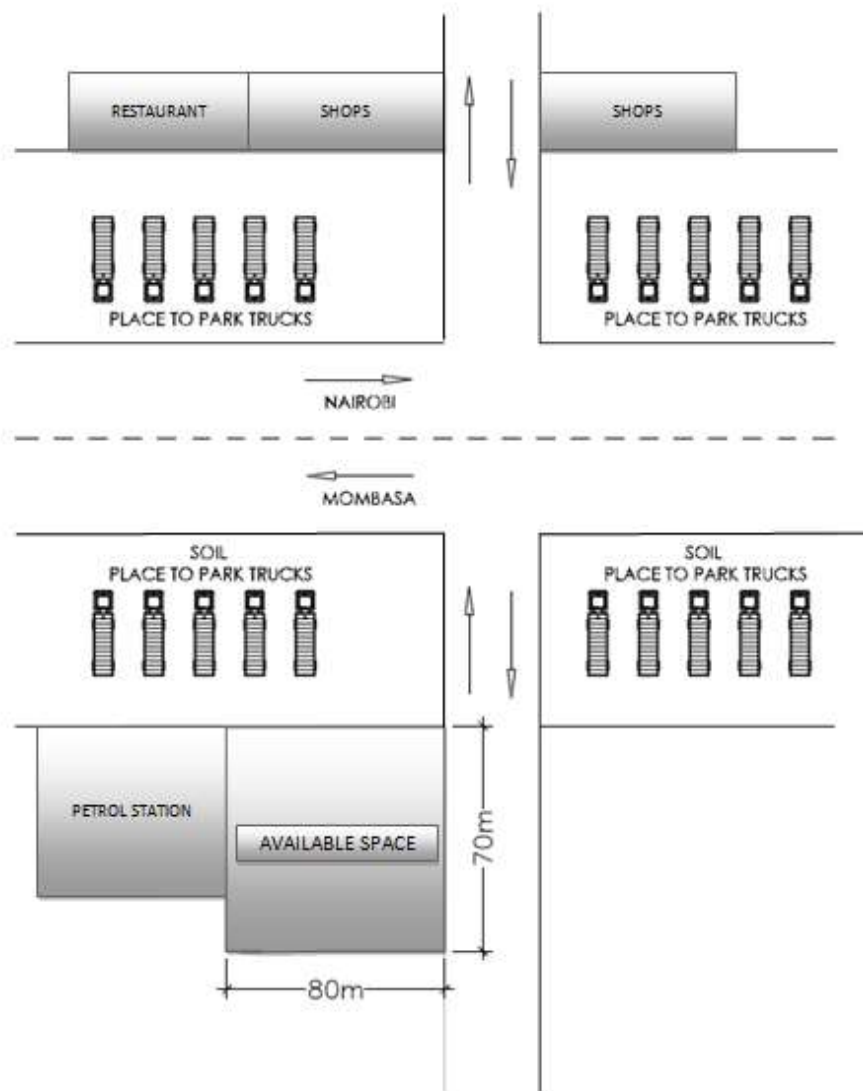 RESTAURANT
SHOPS
SHOPS
PLACE TO PARK TRUCKS
PLACE TO PARK TRUCKS
NAIROBI
MOMBASA
SOIL
PLACE TO PARK TRUCKS
SOIL
PLACE TO PARK TRUCKS
PETROL STATION
AVAILABLE SPACE
70m
80m